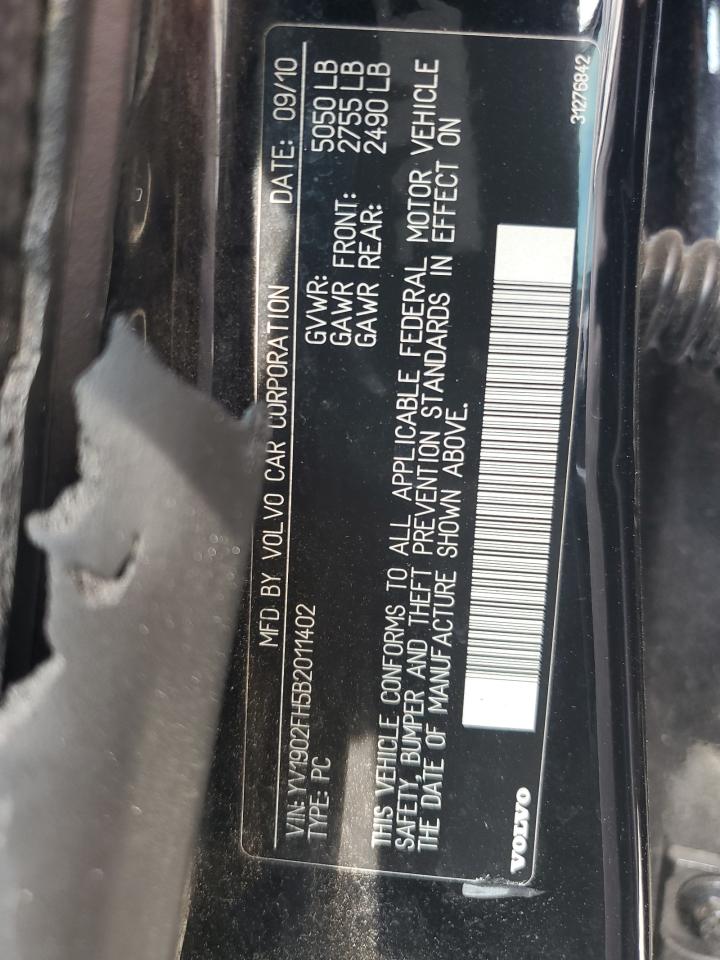 MFD BY VOLVO CAR CORPORATION DATE: 09/10
VIN: YV1902FH5B2011402 GVWR: 5050 LB
TYPE: PC GAWR FRONT: 2755 LB
GAWR REAR: 2490 LB
THIS VEHICLE CONFORMS TO ALL APPLICABLE FEDERAL MOTOR VEHICLE
SAFETY, BUMPER AND THEFT PREVENTION STANDARDS IN EFFECT ON
THE DATE OF MANUFACTURE SHOWN ABOVE.
VOLVO
31276842